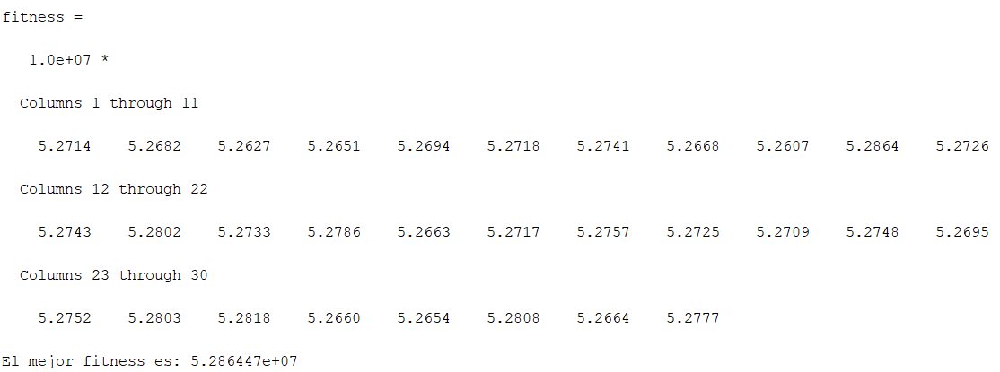 fitness =
1.0e+07 *
Columns 1 through 11
5.2714 5.2682 5.2627 5.2651 5.2694 5.2718 5.2741 5.2668 5.2607 5.2864 5.2726
Columns 12 through 22
5.2743 5.2802 5.2733 5.2786 5.2663 5.2717 5.2757 5.2725 5.2709 5.2748 5.2695
Columns 23 through 30
5.2752 5.2803 5.2818 5.2660 5.2654 5.2808 5.2664 5.2777
El mejor fitness es: 5.286447e+07